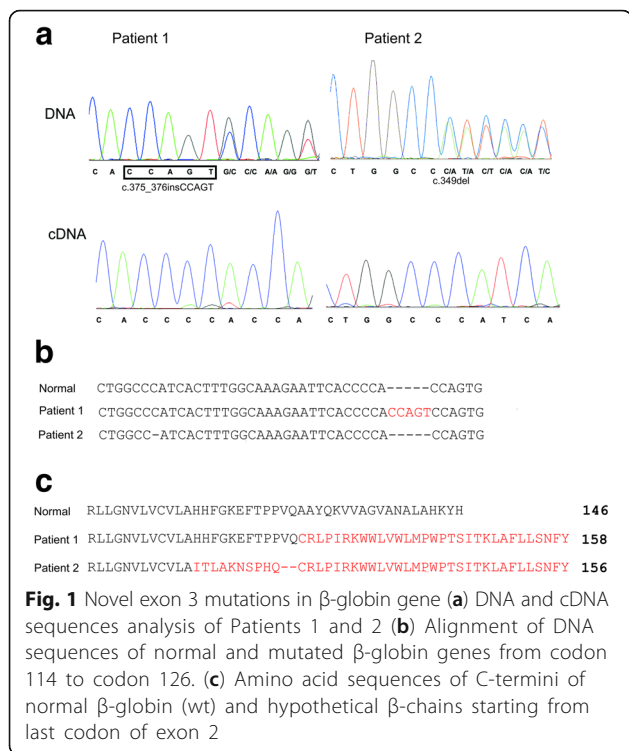 a
Patient 1 Patient 2
DNA
C A C C A G T G/C C/C A/A G/G G/T
c.375_376insCCAGT
C T G G C C C/A T/A C/T C/A C/A T/C
c.349del
cDNA
C A C C C C A C C A
C T G G C C C A T C A
b
Normal CTGGCCCATCACTTTGGCAAAGAATTCACCCCA-----CCAGTG
Patient 1 CTGGCCCATCACTTTGGCAAAGAATTCACCCCACCAGTCCAGTG
Patient 2 CTGGCC-ATCACTTTGGCAAAGAATTCACCCCA-----CCAGTG
c
Normal RLLGNVLVCVLAHHFGKEFTPPVQAAYQKVVAGVANALAHKYH 146
Patient 1 RLLGNVLVCVLAHHFGKEFTPPVQCRLPIRKWWLVWLMPWPTSITKLAFLLSNFY 158
Patient 2 RLLGNVLVCVLAITLAKNSPHQ--CRLPIRKWWLVWLMPWPTSITKLAFLLSNFY 156
Fig. 1 Novel exon 3 mutations in β-globin gene (a) DNA and cDNA
sequences analysis of Patients 1 and 2 (b) Alignment of DNA
sequences of normal and mutated β-globin genes from codon
114 to codon 126. (c) Amino acid sequences of C-termini of
normal β-globin (wt) and hypothetical β-chains starting from
last codon of exon 2